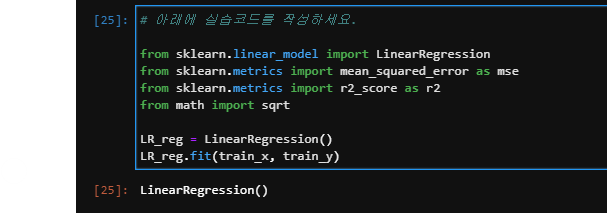 [25]: # 아래에 실습코드를 작성하세요.
from sklearn.linear_model import LinearRegression
from sklearn.metrics import mean_squared_error as mse
from sklearn.metrics import r2_score as r2
from math import sqrt
LR_reg = LinearRegression()
LR_reg.fit(train_x, train_y)
[25]: LinearRegression()